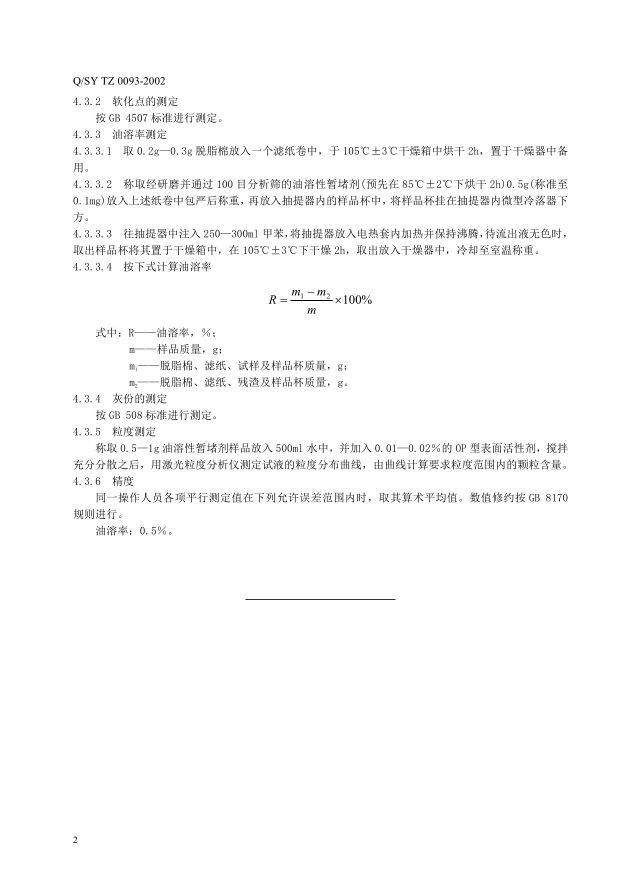 Q/SY TZ 0093-2002
4.3.2 软化点的测定
按 GB 4507 标准进行测定。
4.3.3 油溶率测定
4.3.3.1 取 0.2g—0.3g 脱脂棉放入一个滤纸卷中，于 105℃±3℃干燥箱中烘干 2h，置于干燥器中备
用。
4.3.3.2 称取经研磨并通过 100 目分析筛的油溶性暂堵剂(预先在 85℃±2℃下烘干 2h)0.5g(称准至
0.1mg)放入上述纸卷中包严后称重，再放入抽提器内的样品杯中，将样品杯挂在抽提器内微型冷落器下
方。
4.3.3.3 往抽提器中注入 250—300ml 甲苯，将抽提器放入电热套内加热并保持沸腾，待流出液无色时，
取出样品杯将其置于干燥箱中，在 105℃±3℃下干燥 2h，取出放入干燥器中，冷却至室温称重。
4.3.3.4 按下式计算油溶率
R = (m₁ − m₂) / m ×100%
式中：R——油溶率，%；
m——样品质量，g；
m₁——脱脂棉、滤纸、试样及样品杯质量，g；
m₂——脱脂棉、滤纸、残渣及样品杯质量，g。
4.3.4 灰份的测定
按 GB 508 标准进行测定。
4.3.5 粒度测定
称取 0.5—1g 油溶性暂堵剂样品放入 500ml 水中，并加入 0.01—0.02%的 OP 型表面活性剂，搅拌
充分分散之后，用激光粒度分析仪测定试液的粒度分布曲线，由曲线计算要求粒度范围内的颗粒含量。
4.3.6 精度
同一操作人员各项平行测定值在下列允许误差范围内时，取其算术平均值。数值修约按 GB 8170
规则进行。
油溶率：0.5%。
2